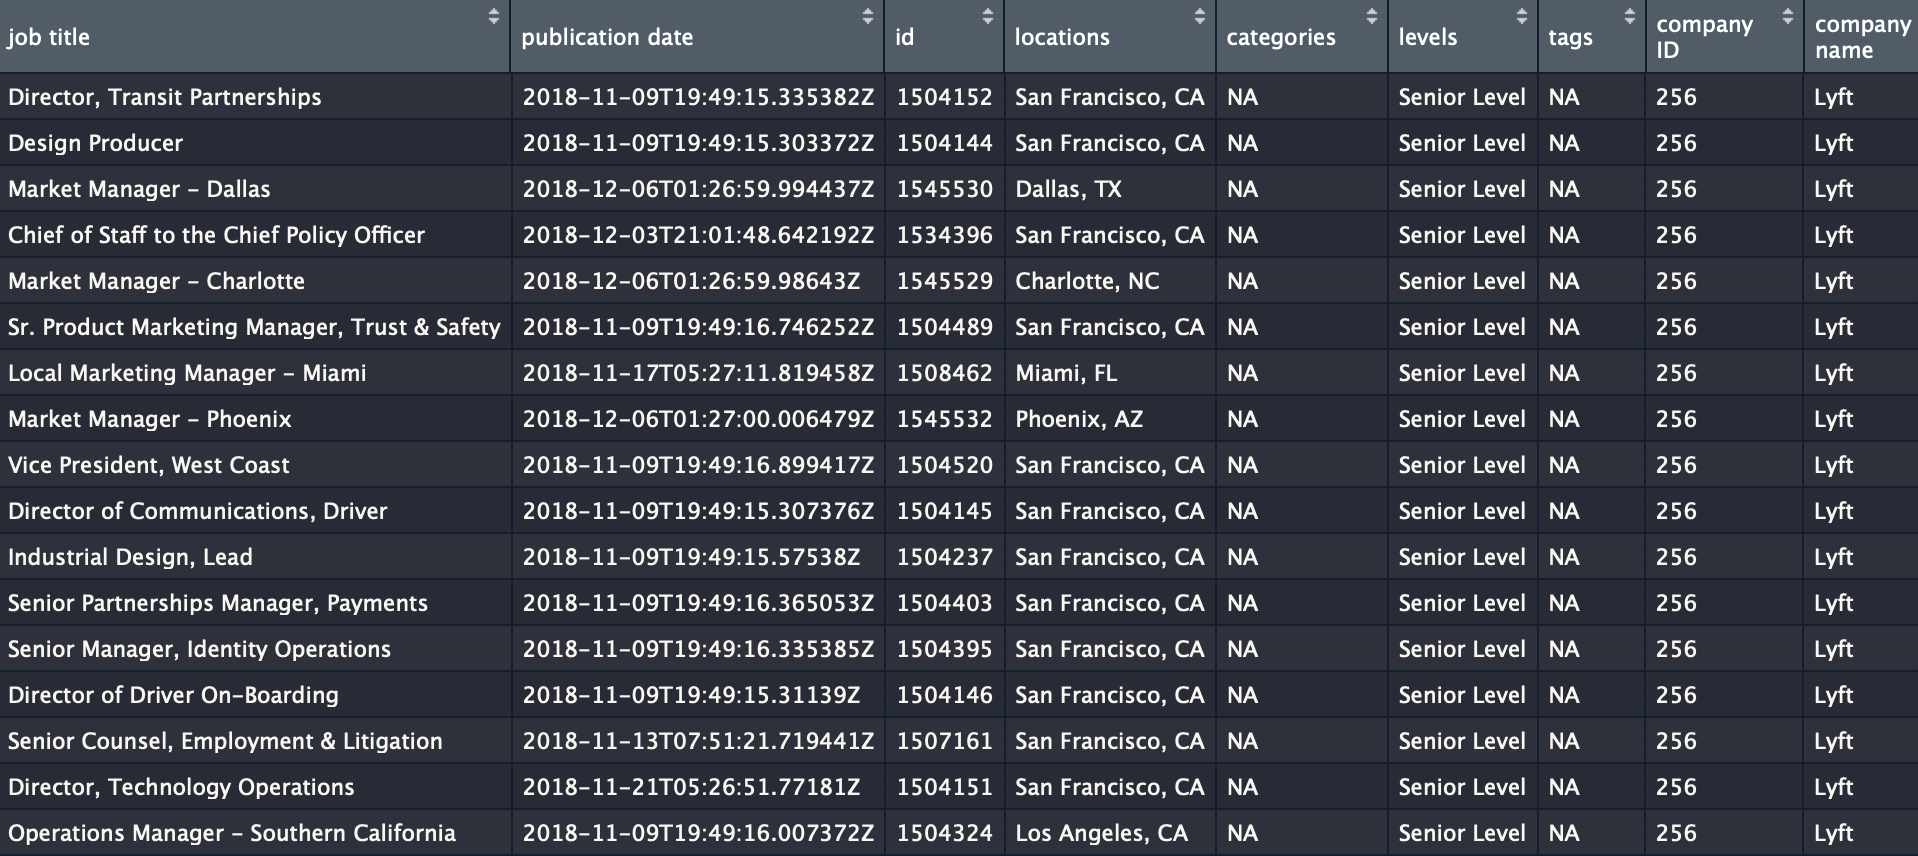 job title publication date id locations categories levels tags company ID company name
Director, Transit Partnerships 2018-11-09T19:49:15.335382Z 1504152 San Francisco, CA NA Senior Level NA 256 Lyft
Design Producer 2018-11-09T19:49:15.303372Z 1504144 San Francisco, CA NA Senior Level NA 256 Lyft
Market Manager - Dallas 2018-12-06T01:26:59.994437Z 1545530 Dallas, TX NA Senior Level NA 256 Lyft
Chief of Staff to the Chief Policy Officer 2018-12-03T21:01:48.642192Z 1534396 San Francisco, CA NA Senior Level NA 256 Lyft
Market Manager - Charlotte 2018-12-06T01:26:59.98643Z 1545529 Charlotte, NC NA Senior Level NA 256 Lyft
Sr. Product Marketing Manager, Trust & Safety 2018-11-09T19:49:16.746252Z 1504489 San Francisco, CA NA Senior Level NA 256 Lyft
Local Marketing Manager - Miami 2018-11-17T05:27:11.819458Z 1508462 Miami, FL NA Senior Level NA 256 Lyft
Market Manager - Phoenix 2018-12-06T01:27:00.006479Z 1545532 Phoenix, AZ NA Senior Level NA 256 Lyft
Vice President, West Coast 2018-11-09T19:49:16.899417Z 1504520 San Francisco, CA NA Senior Level NA 256 Lyft
Director of Communications, Driver 2018-11-09T19:49:15.307376Z 1504145 San Francisco, CA NA Senior Level NA 256 Lyft
Industrial Design, Lead 2018-11-09T19:49:15.57538Z 1504237 San Francisco, CA NA Senior Level NA 256 Lyft
Senior Partnerships Manager, Payments 2018-11-09T19:49:16.365053Z 1504403 San Francisco, CA NA Senior Level NA 256 Lyft
Senior Manager, Identity Operations 2018-11-09T19:49:16.335385Z 1504395 San Francisco, CA NA Senior Level NA 256 Lyft
Director of Driver On-Boarding 2018-11-09T19:49:15.31139Z 1504146 San Francisco, CA NA Senior Level NA 256 Lyft
Senior Counsel, Employment & Litigation 2018-11-13T07:51:21.719441Z 1507161 San Francisco, CA NA Senior Level NA 256 Lyft
Director, Technology Operations 2018-11-21T05:26:51.77181Z 1504151 San Francisco, CA NA Senior Level NA 256 Lyft
Operations Manager - Southern California 2018-11-09T19:49:16.007372Z 1504324 Los Angeles, CA NA Senior Level NA 256 Lyft